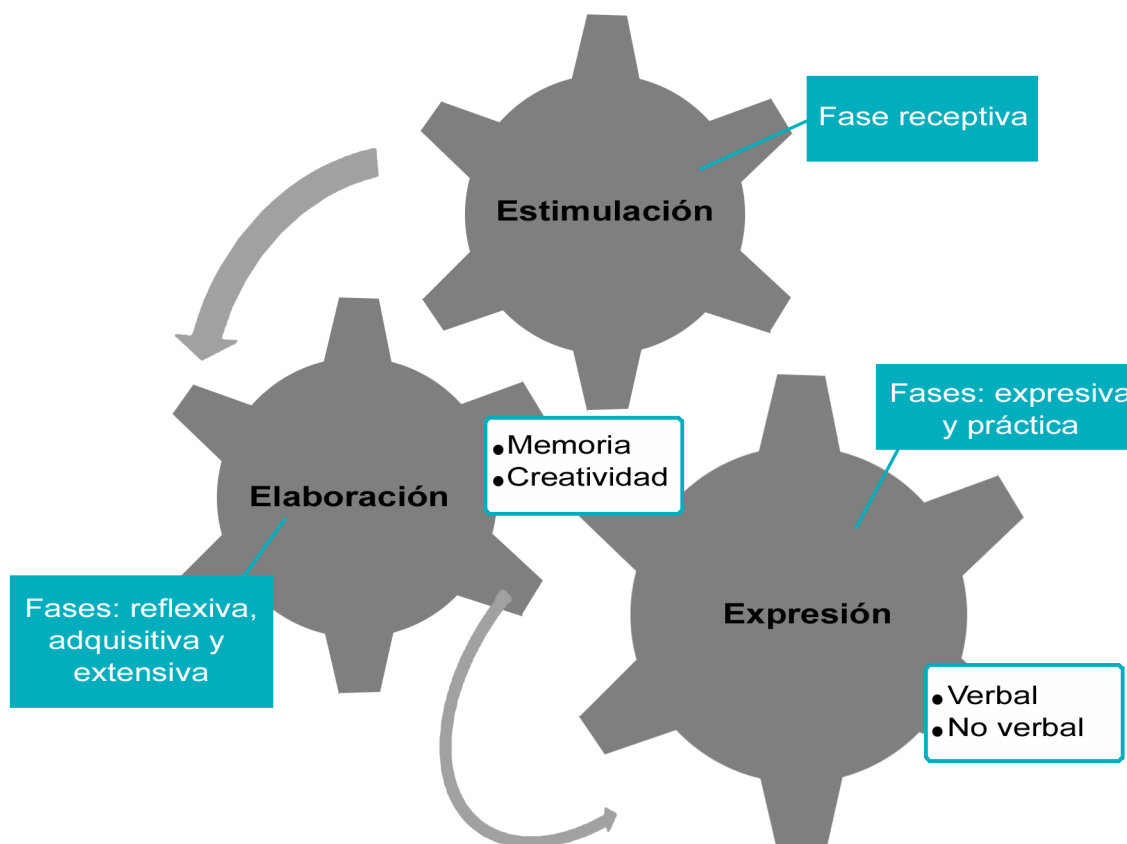 Fase receptiva
Estimulación
Fases: expresiva
y práctica
Memoria
Creatividad
Elaboración
Fases: reflexiva,
adquisitiva y
extensiva
Expresión
Verbal
No verbal